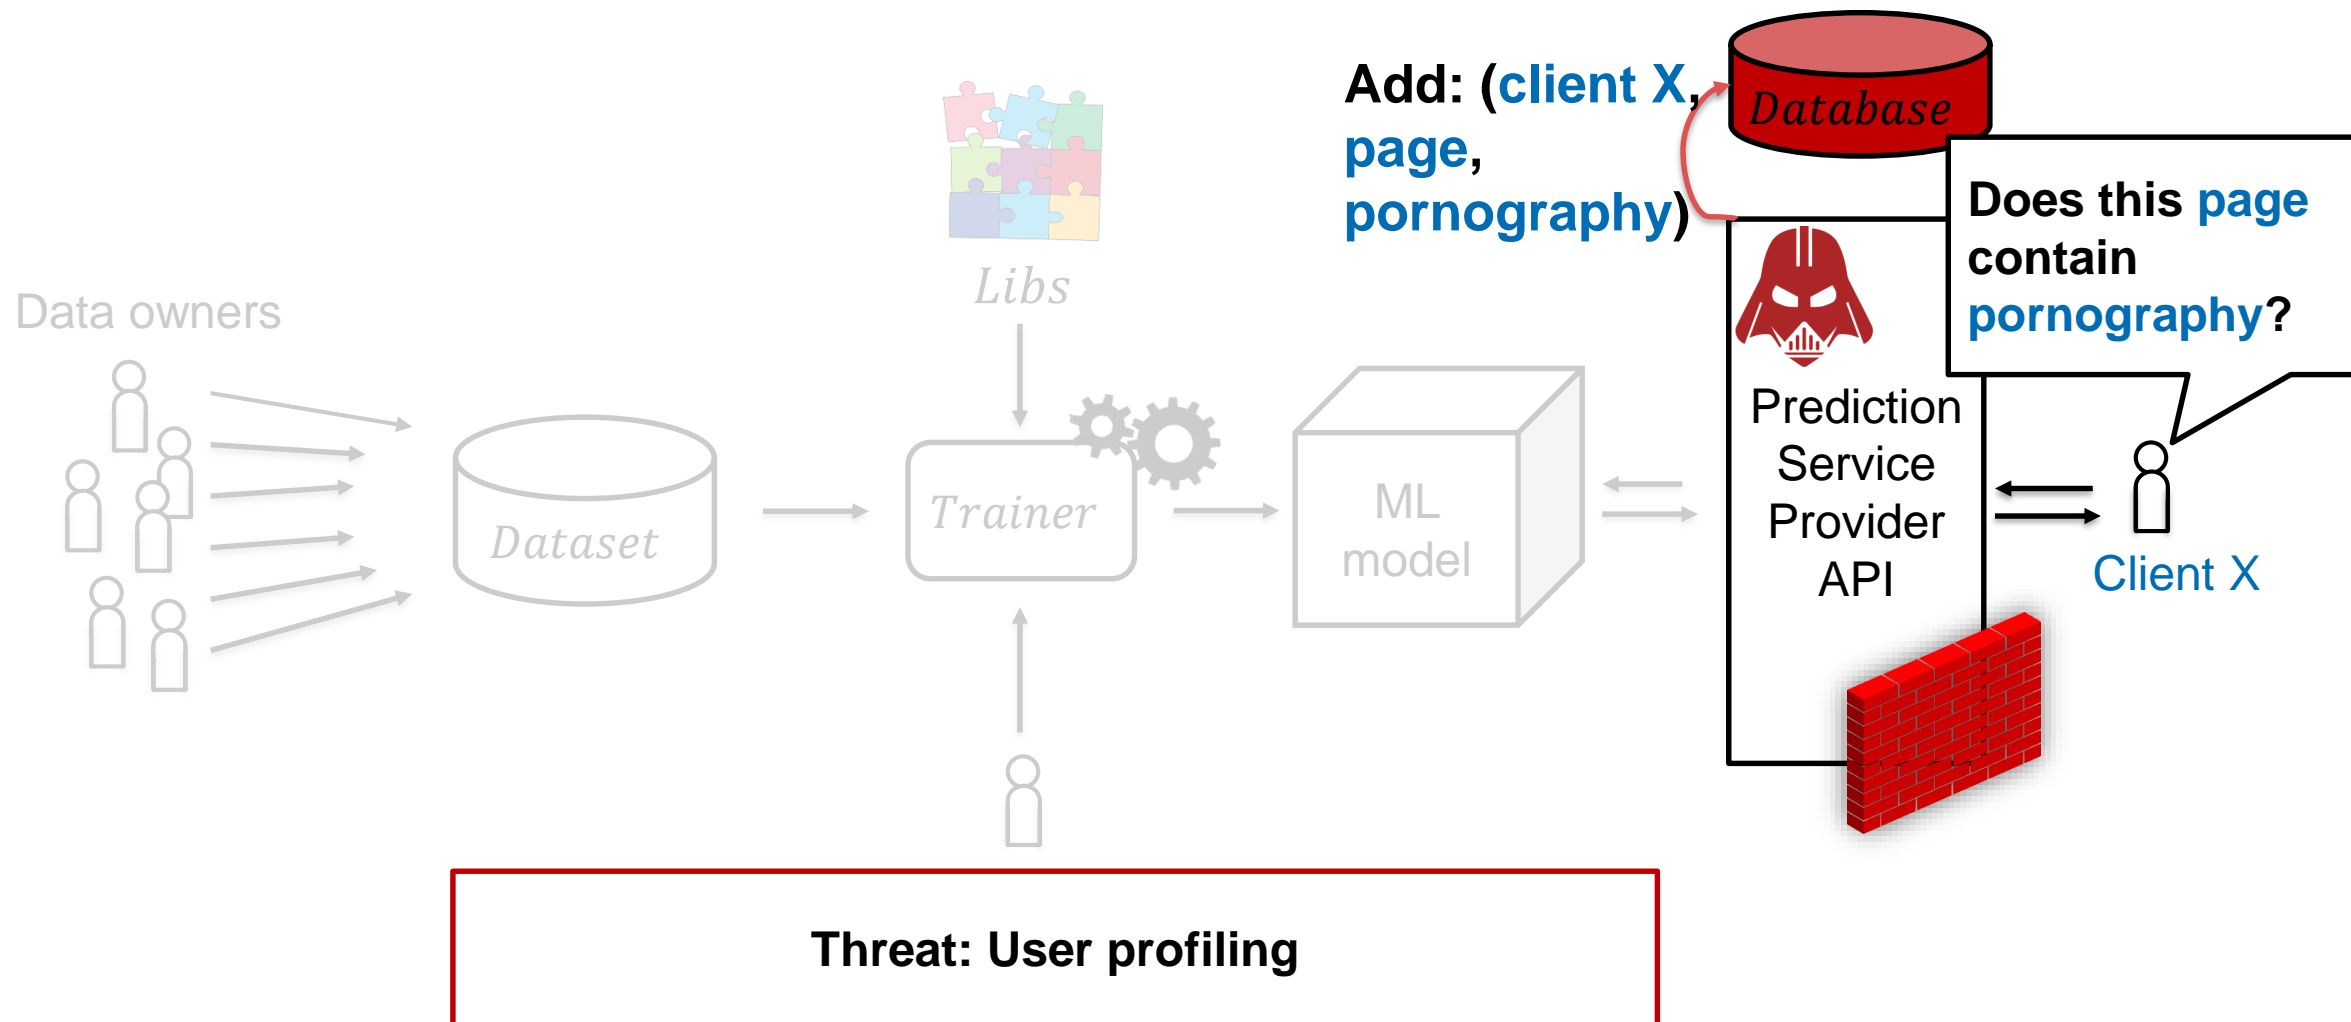 Add: (client X,
page,
pornography)
Database
Does this page
contain
pornography?
Libs
Data owners
Dataset
Trainer
ML
model
Prediction
Service
Provider
API
Client X
Threat: User profiling